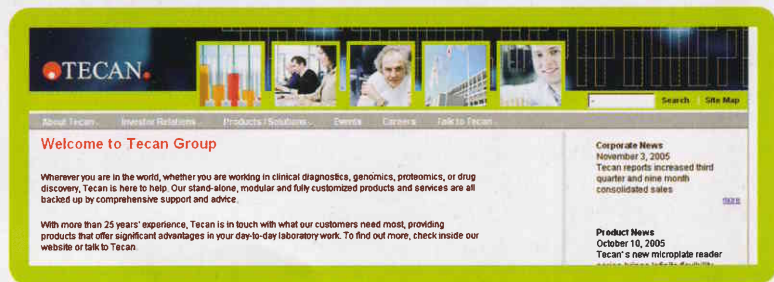 TECAN.
Search Site Map
About Tecan Investor Relations Products / Solutions Events Careers Talk to Tecan
Welcome to Tecan Group
Wherever you are in the world, whether you are working in clinical diagnostics, genomics, proteomics, or drug
discovery, Tecan is here to help. Our stand-alone, modular and fully customized products and services are all
backed up by comprehensive support and advice.
With more than 25 years' experience, Tecan is in touch with what our customers need most, providing
products that offer significant advantages in your day-to-day laboratory work. To find out more, check inside our
website or talk to Tecan.
Corporate News
November 3, 2005
Tecan reports increased third
quarter and nine month
consolidated sales
more
Product News
October 10, 2005
Tecan's new microplate reader